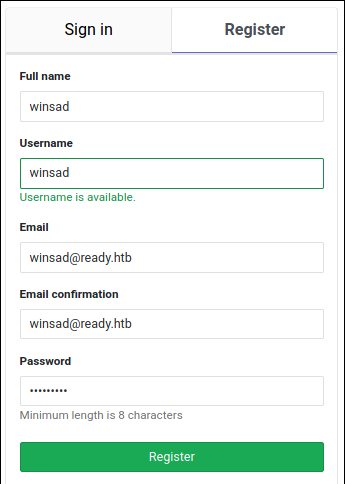 Sign in Register
Full name
winsad
Username
winsad
Username is available.
Email
winsad@ready.htb
Email confirmation
winsad@ready.htb
Password
•••••••••
Minimum length is 8 characters
Register